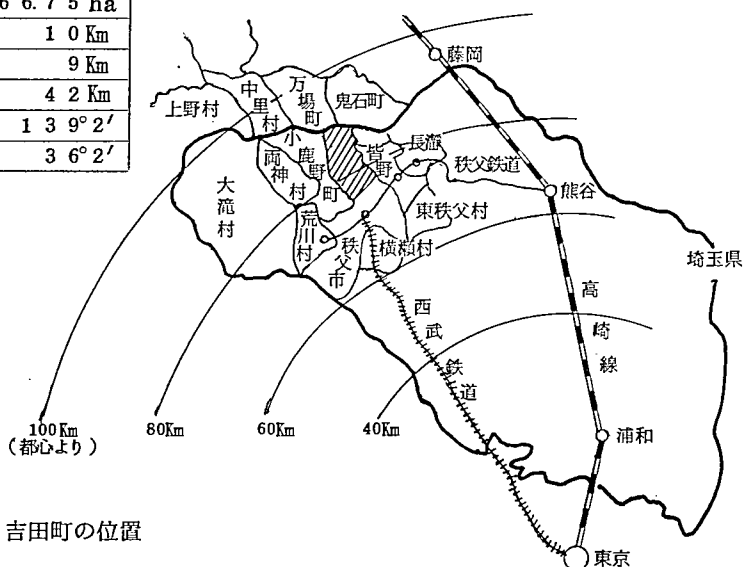 6 6.7 5 ha
1 0 Km
9 Km
4 2 Km
1 3 9°2′
3 6°2′
藤岡
上野村
中里村
万場町
鬼石町
小鹿野町
両神村
皆野
長瀞
秩父鉄道
熊谷
大滝村
荒川村
秩父市
横瀬村
東秩父村
埼玉県
高崎線
西武鉄道
100Km
(都心より)
80Km
60Km
40Km
浦和
吉田町の位置
東京